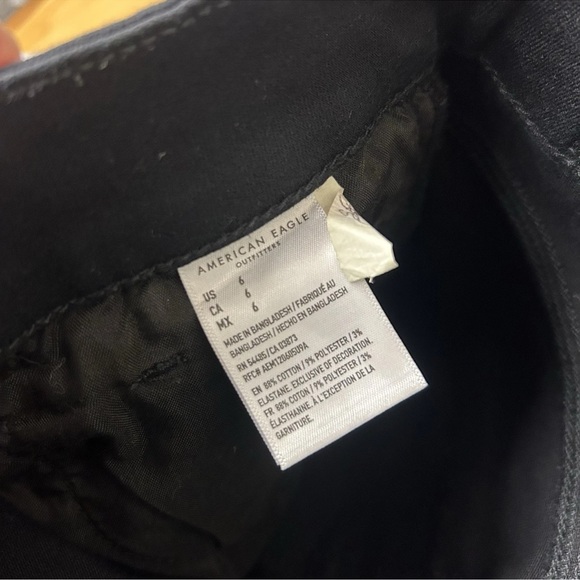 AMERICAN EAGLE
OUTFITTERS
US 6
CA 6
MX 6
MADE IN BANGLADESH / FABRIQUÉ AU
BANGLADESH / HECHO EN BANGLADESH
RN 54485/CA 03873
RFC# AEM1206050U9A
EN: 88% COTTON / 9% POLYESTER / 3%
ELASTANE. EXCLUSIVE OF DECORATION.
FR: 88% COTON / 9% POLYESTER / 3%
ÉLASTHANNE. À L'EXCEPTION DE LA
GARNITURE.